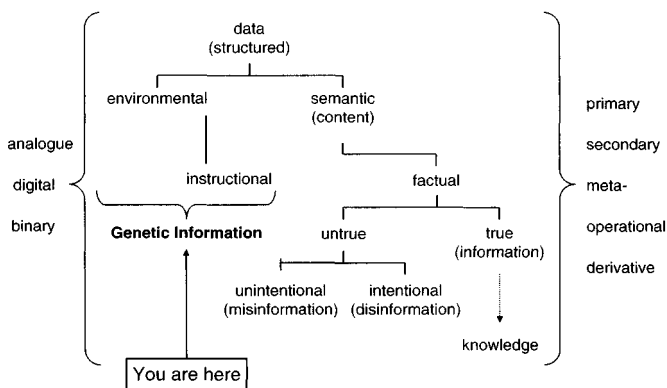 data
(structured)
environmental
semantic
(content)
primary
analogue
secondary
digital
instructional
factual
meta-
binary
Genetic Information
untrue
true
(information)
operational
unintentional
(misinformation)
intentional
(disinformation)
derivative
knowledge
You are here